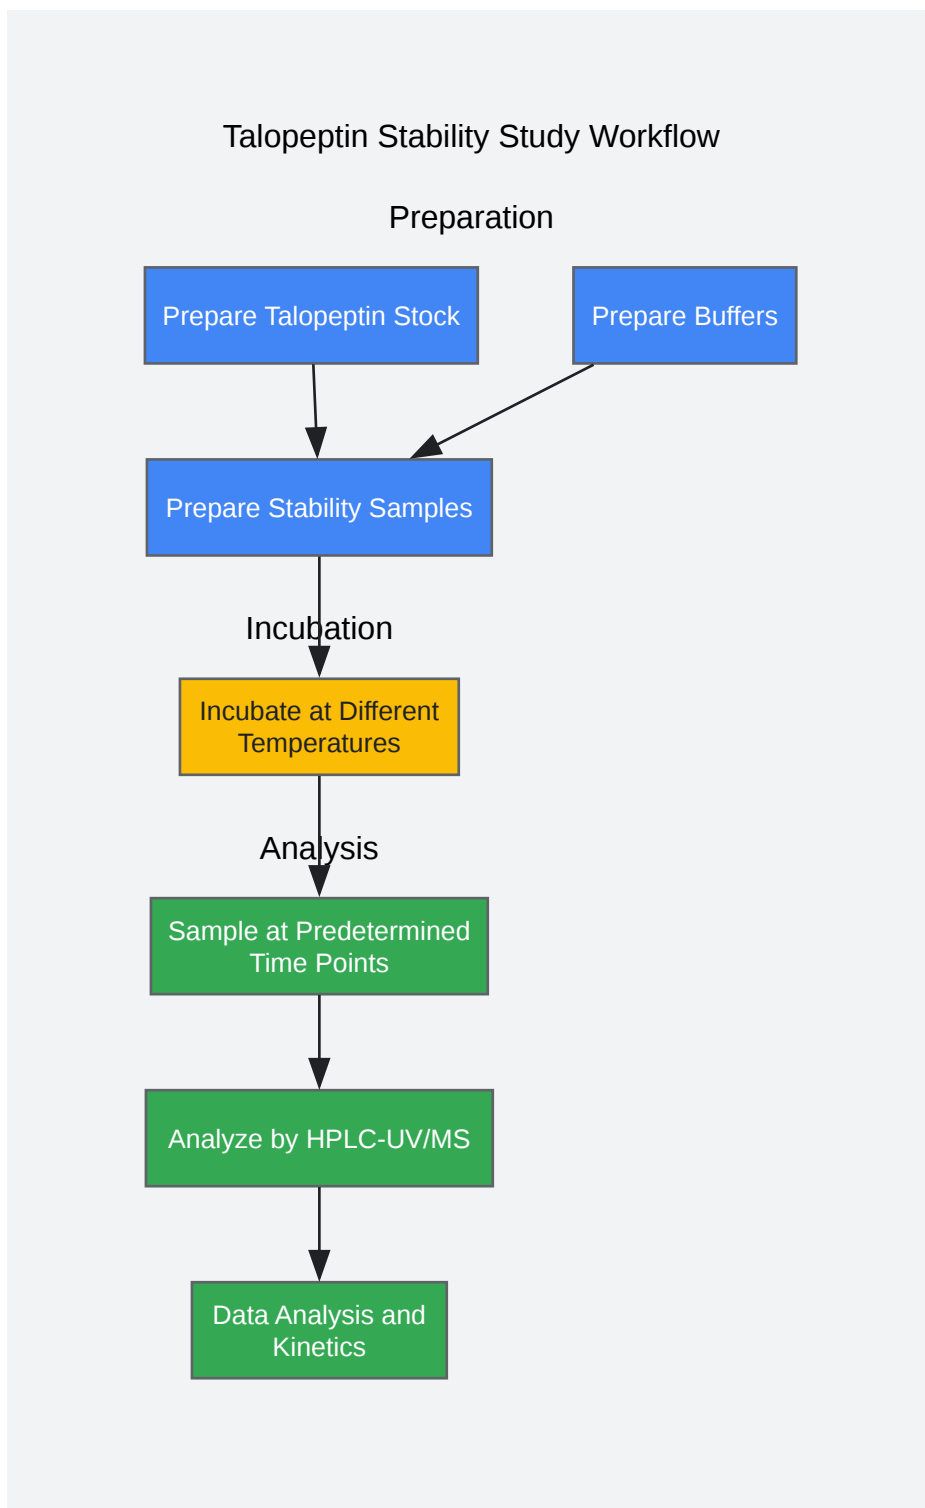 Talopeptin Stability Study Workflow
Preparation
Prepare Talopeptin Stock
Prepare Buffers
Prepare Stability Samples
Incubation
Incubate at Different
Temperatures
Analysis
Sample at Predetermined
Time Points
Analyze by HPLC-UV/MS
Data Analysis and
Kinetics